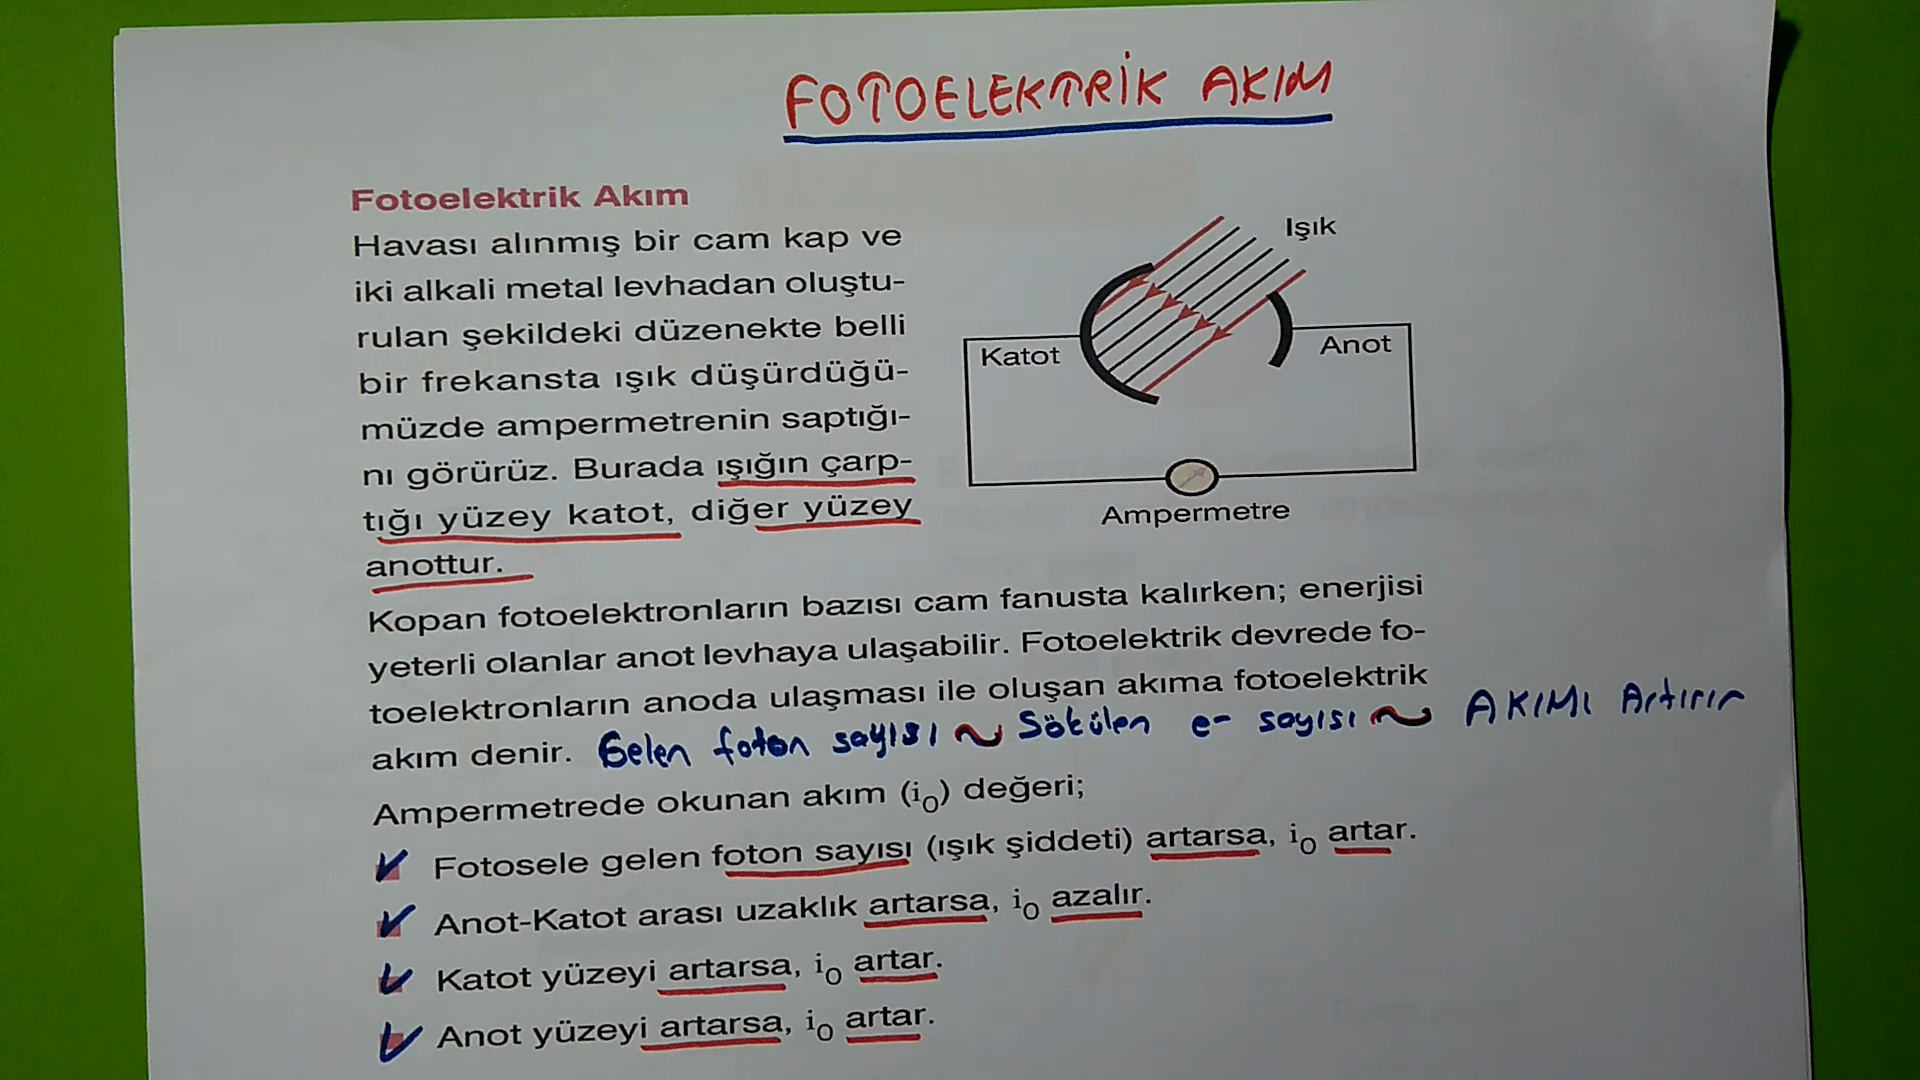 FOTOELEKTRİK AKIM
Fotoelektrik Akım
Havası alınmış bir cam kap ve
iki alkali metal levhadan oluştu-
rulan şekildeki düzenekte belli
bir frekansta ışık düşürdüğü-
müzde ampermetrenin saptığı-
nı görürüz. Burada ışığın çarp-
tığı yüzey katot, diğer yüzey
anottur.
Işık
Katot
Anot
Ampermetre
Kopan fotoelektronların bazısı cam fanusta kalırken; enerjisi
yeterli olanlar anot levhaya ulaşabilir. Fotoelektrik devrede fo-
toelektronların anoda ulaşması ile oluşan akıma fotoelektrik
akım denir. Gelen foton sayısı ~ Sökülen e- sayısı ~ AKIMI Artırır
Ampermetrede okunan akım (i₀) değeri;
Fotosele gelen foton sayısı (ışık şiddeti) artarsa, i₀ artar.
Anot-Katot arası uzaklık artarsa, i₀ azalır.
Katot yüzeyi artarsa, i₀ artar.
Anot yüzeyi artarsa, i₀ artar.